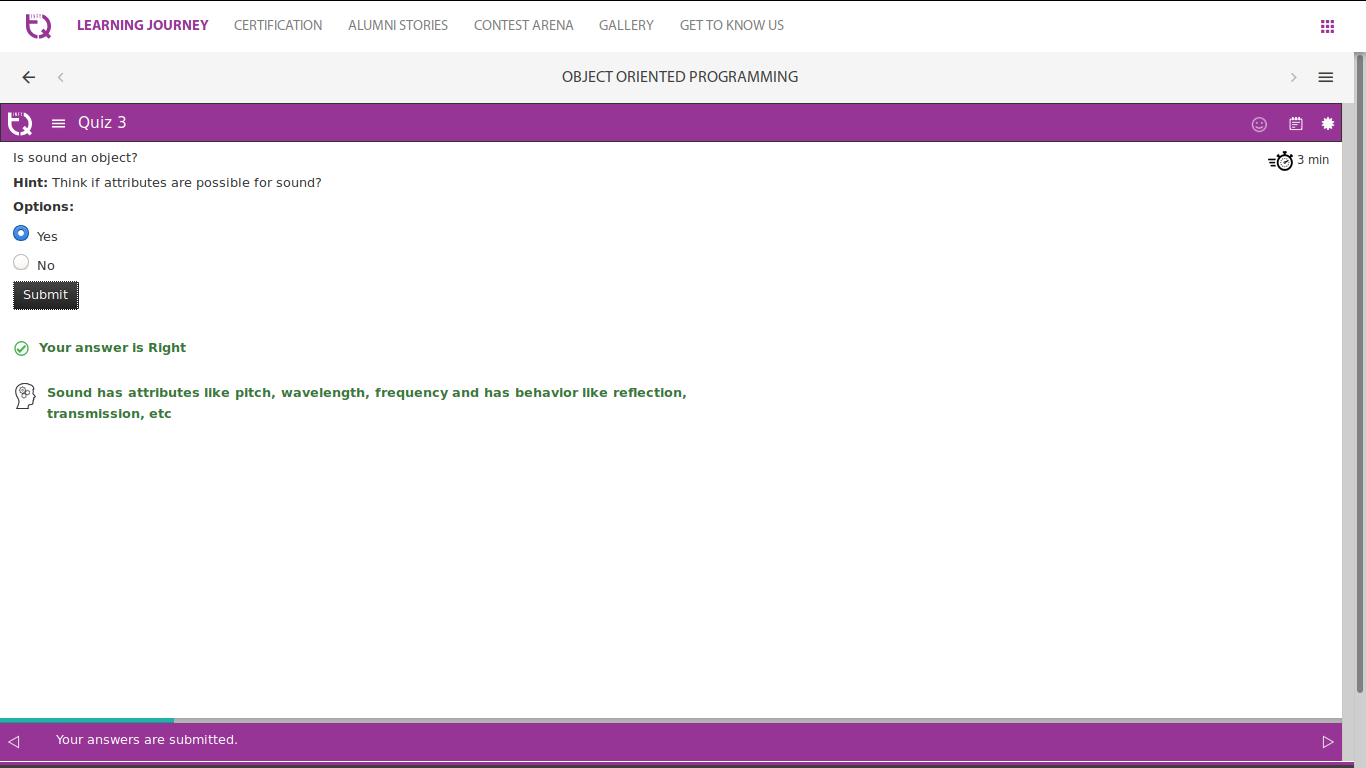 LEARNING JOURNEY CERTIFICATION ALUMNI STORIES CONTEST ARENA GALLERY GET TO KNOW US
OBJECT ORIENTED PROGRAMMING
Quiz 3
Is sound an object?
3 min
Hint: Think if attributes are possible for sound?
Options:
Yes
No
Submit
Your answer is Right
Sound has attributes like pitch, wavelength, frequency and has behavior like reflection,
transmission, etc
Your answers are submitted.